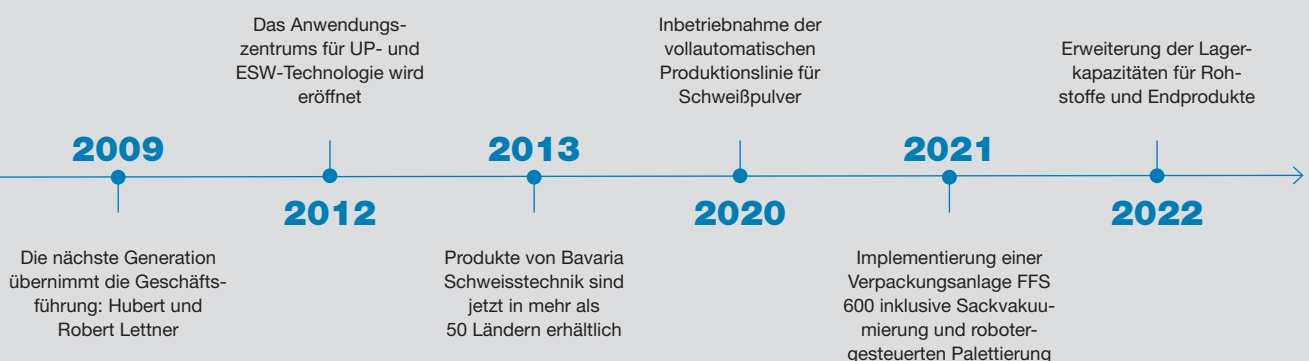 2009
Die nächste Generation
übernimmt die Geschäfts-
führung: Hubert und
Robert Lettner
Das Anwendungs-
zentrums für UP- und
ESW-Technologie wird
eröffnet
2012
2013
Produkte von Bavaria
Schweisstechnik sind
jetzt in mehr als
50 Ländern erhältlich
Inbetriebnahme der
vollautomatischen
Produktionslinie für
Schweißpulver
2020
2021
Implementierung einer
Verpackungsanlage FFS
600 inklusive Sackvakuu-
mierung und roboter-
gesteuerten Palettierung
Erweiterung der Lager-
kapazitäten für Roh-
stoffe und Endprodukte
2022